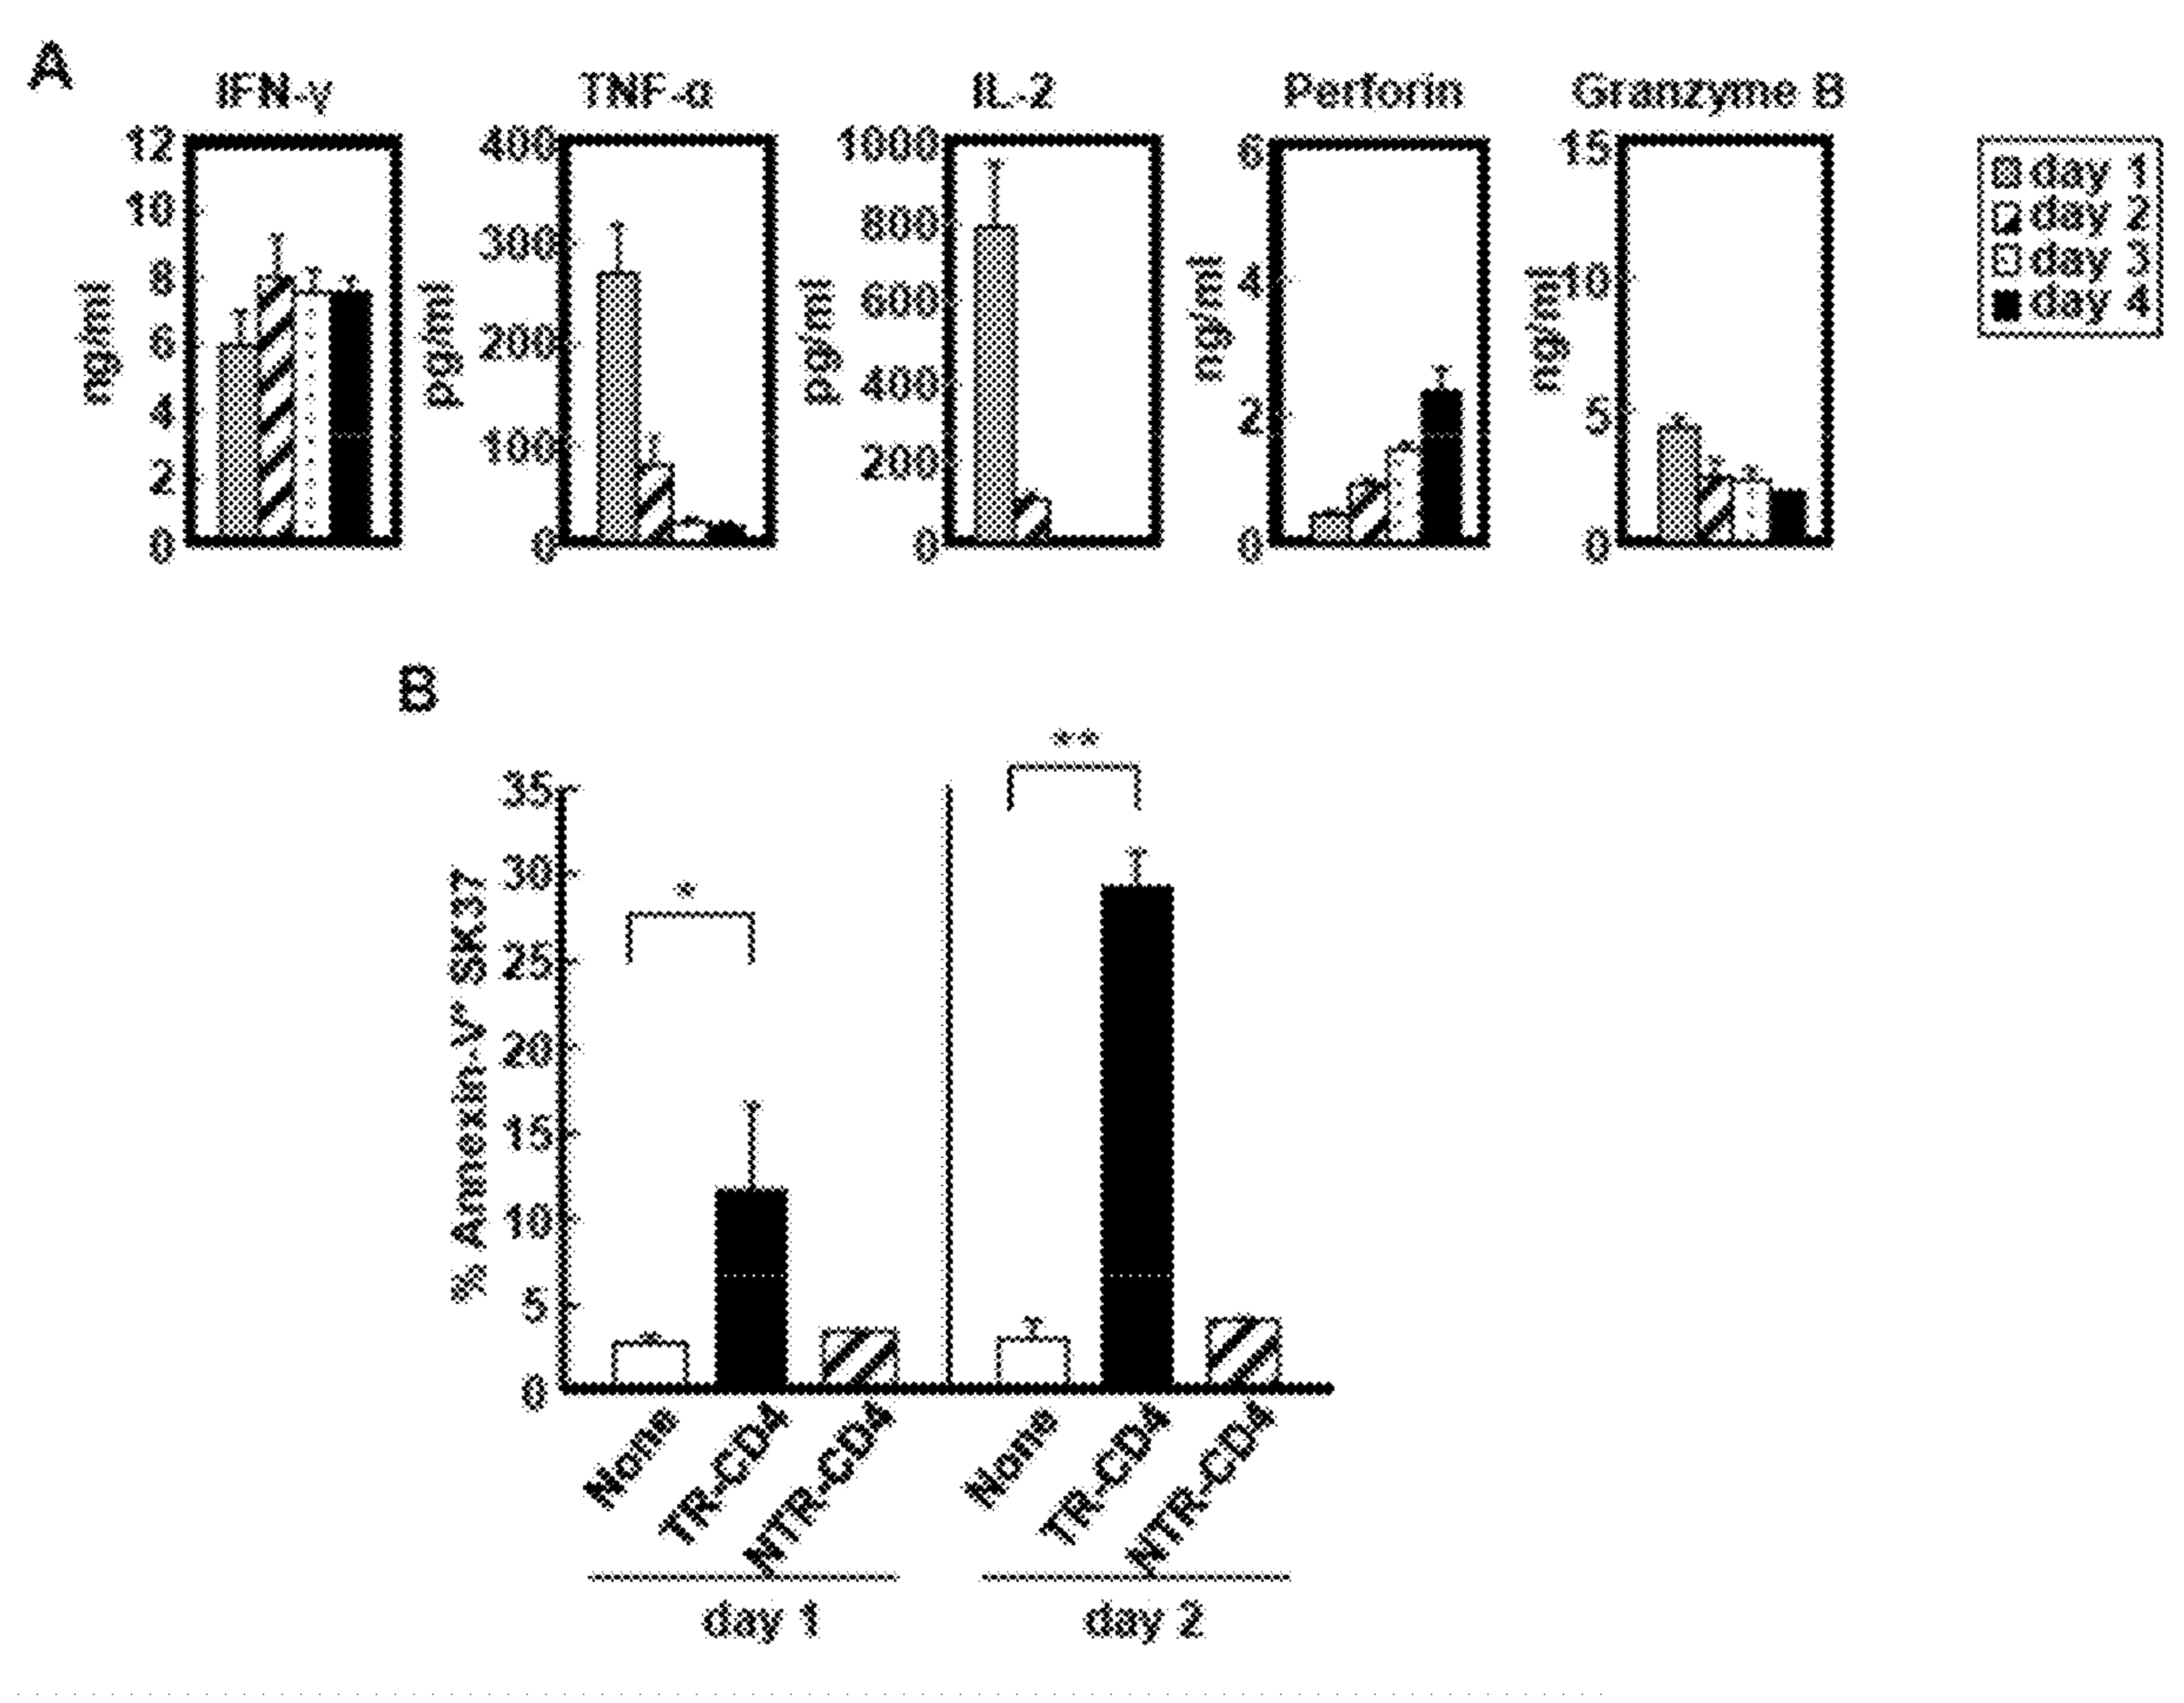 A
IFN-γ
12
10
8
6
4
2
0
ng/ml
TNF-α
400
300
200
100
0
pg/ml
IL-2
1000
800
600
400
200
0
pg/ml
Perforin
6
4
2
0
ng/ml
Granzyme B
15
10
5
0
ng/ml
day 1
day 2
day 3
day 4
B
% Annexin-V⁺ SK37
35
30
25
20
15
10
5
0
*
**
None
TR-CD4
NTR-CD4
None
TR-CD4
NTR-CD4
day 1
day 2